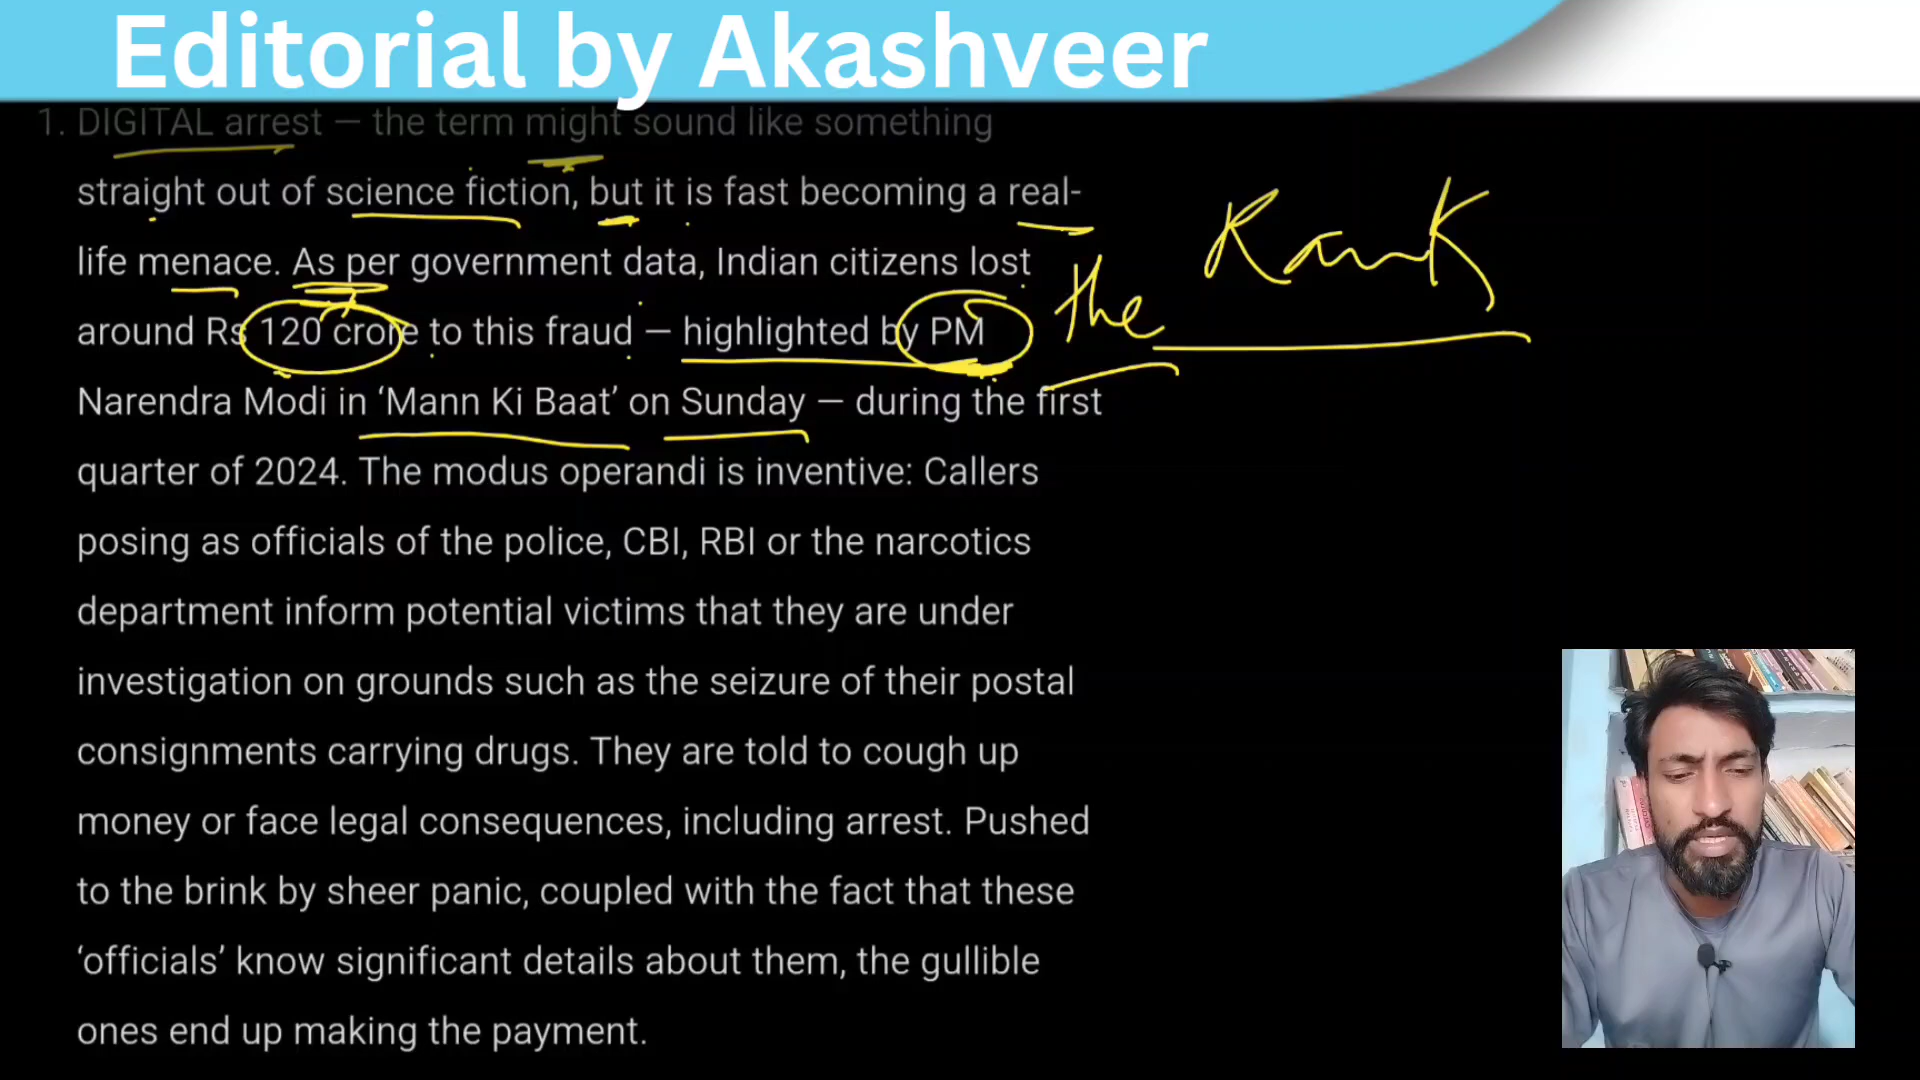 Editorial by Akashveer
1. DIGITAL arrest — the term might sound like something
straight out of science fiction, but it is fast becoming a real-
life menace. As per government data, Indian citizens lost
around Rs 120 crore to this fraud — highlighted by PM
Narendra Modi in ‘Mann Ki Baat’ on Sunday — during the first
quarter of 2024. The modus operandi is inventive: Callers
posing as officials of the police, CBI, RBI or the narcotics
department inform potential victims that they are under
investigation on grounds such as the seizure of their postal
consignments carrying drugs. They are told to cough up
money or face legal consequences, including arrest. Pushed
to the brink by sheer panic, coupled with the fact that these
‘officials’ know significant details about them, the gullible
ones end up making the payment.
the Rank